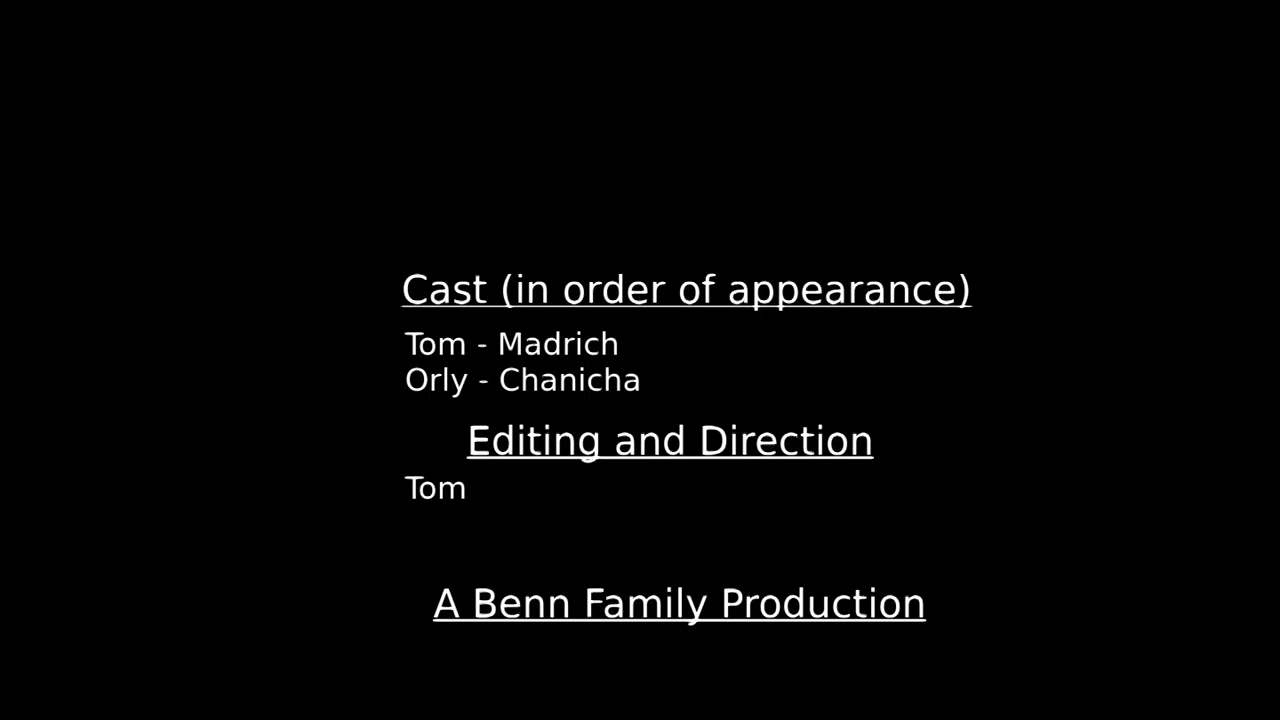 Cast (in order of appearance)
Tom - Madrich
Orly - Chanicha
Editing and Direction
Tom
A Benn Family Production